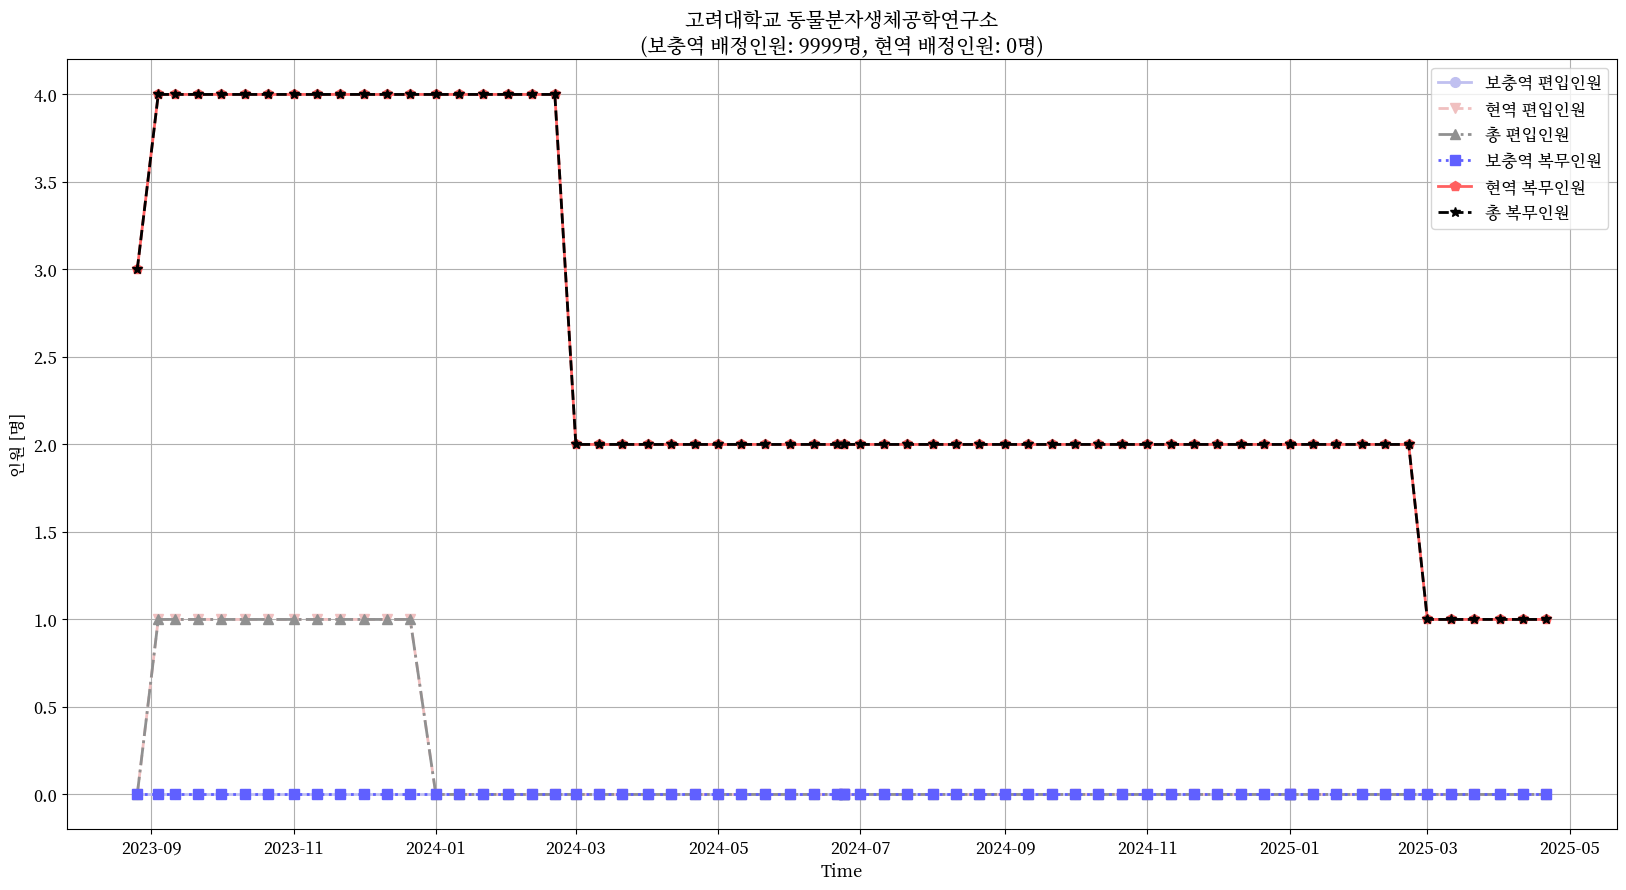 고려대학교 동물분자생체공학연구소
(보충역 배정인원: 9999명, 현역 배정인원: 0명)
보충역 편입인원
현역 편입인원
총 편입인원
보충역 복무인원
현역 복무인원
총 복무인원
인원 [명]
4.0
3.5
3.0
2.5
2.0
1.5
1.0
0.5
0.0
2023-09
2023-11
2024-01
2024-03
2024-05
2024-07
2024-09
2024-11
2025-01
2025-03
2025-05
Time